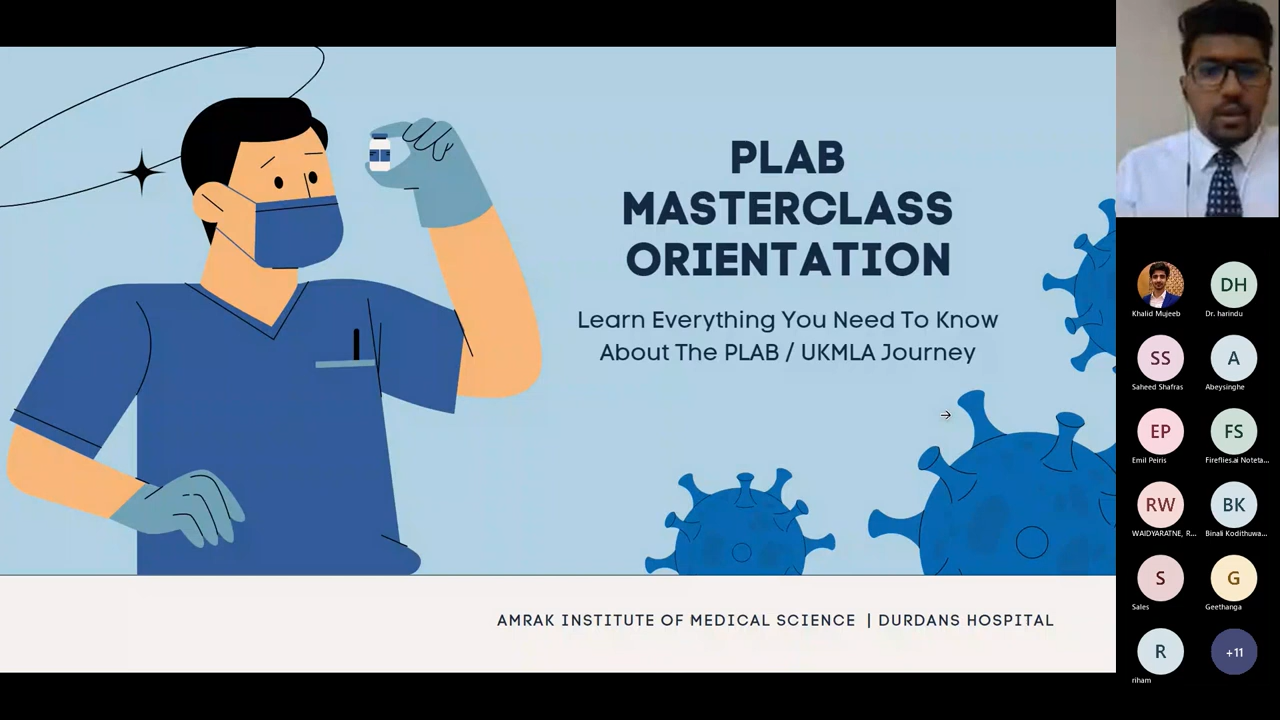 PLAB
MASTERCLASS
ORIENTATION
Learn Everything You Need To Know
About The PLAB / UKMLA Journey
AMRAK INSTITUTE OF MEDICAL SCIENCE | DURDANS HOSPITAL
Khalid Mujeeb
DH
Dr. harindu
SS
Saheed Shafras
A
Abeysinghe
EP
Emil Peiris
FS
Fireflies.ai Noteta...
RW
WAIDYARATNE, R...
BK
Binali Kodithuwa...
S
Sales
G
Geethanga
R
riham
+11